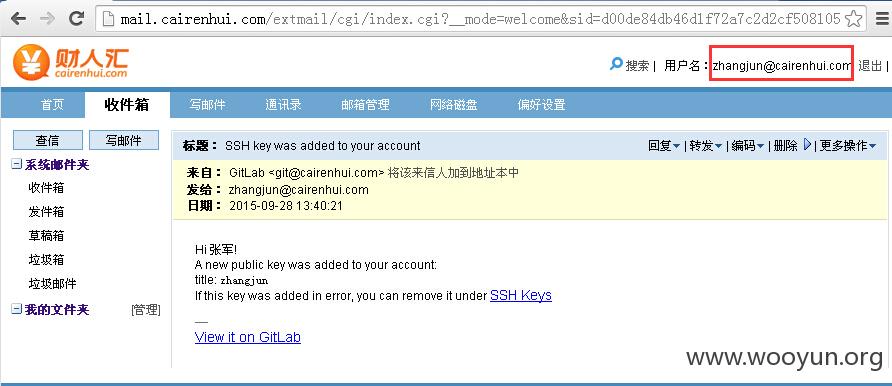 mail.cairenhui.com/extmail/cgi/index.cgi?__mode=welcome&sid=d00de84db46d1f72a7c2d2cf508105
财人汇
cairenhui.com
搜索 | 用户名：zhangjun@cairenhui.com 退出 |
首页 收件箱 写邮件 通讯录 邮箱管理 网络磁盘 偏好设置
查信 写邮件
系统邮件夹
收件箱
发件箱
草稿箱
垃圾箱
垃圾邮件
我的文件夹 [管理]
标题： SSH key was added to your account 回复 | 转发 | 编码 | 删除 | 更多操作
来自： GitLab <git@cairenhui.com> 将该来信人加到地址本中
发给： zhangjun@cairenhui.com
日期： 2015-09-28 13:40:21
Hi 张军!
A new public key was added to your account:
title: zhangjun
If this key was added in error, you can remove it under SSH Keys
—
View it on GitLab
www.wooyun.org